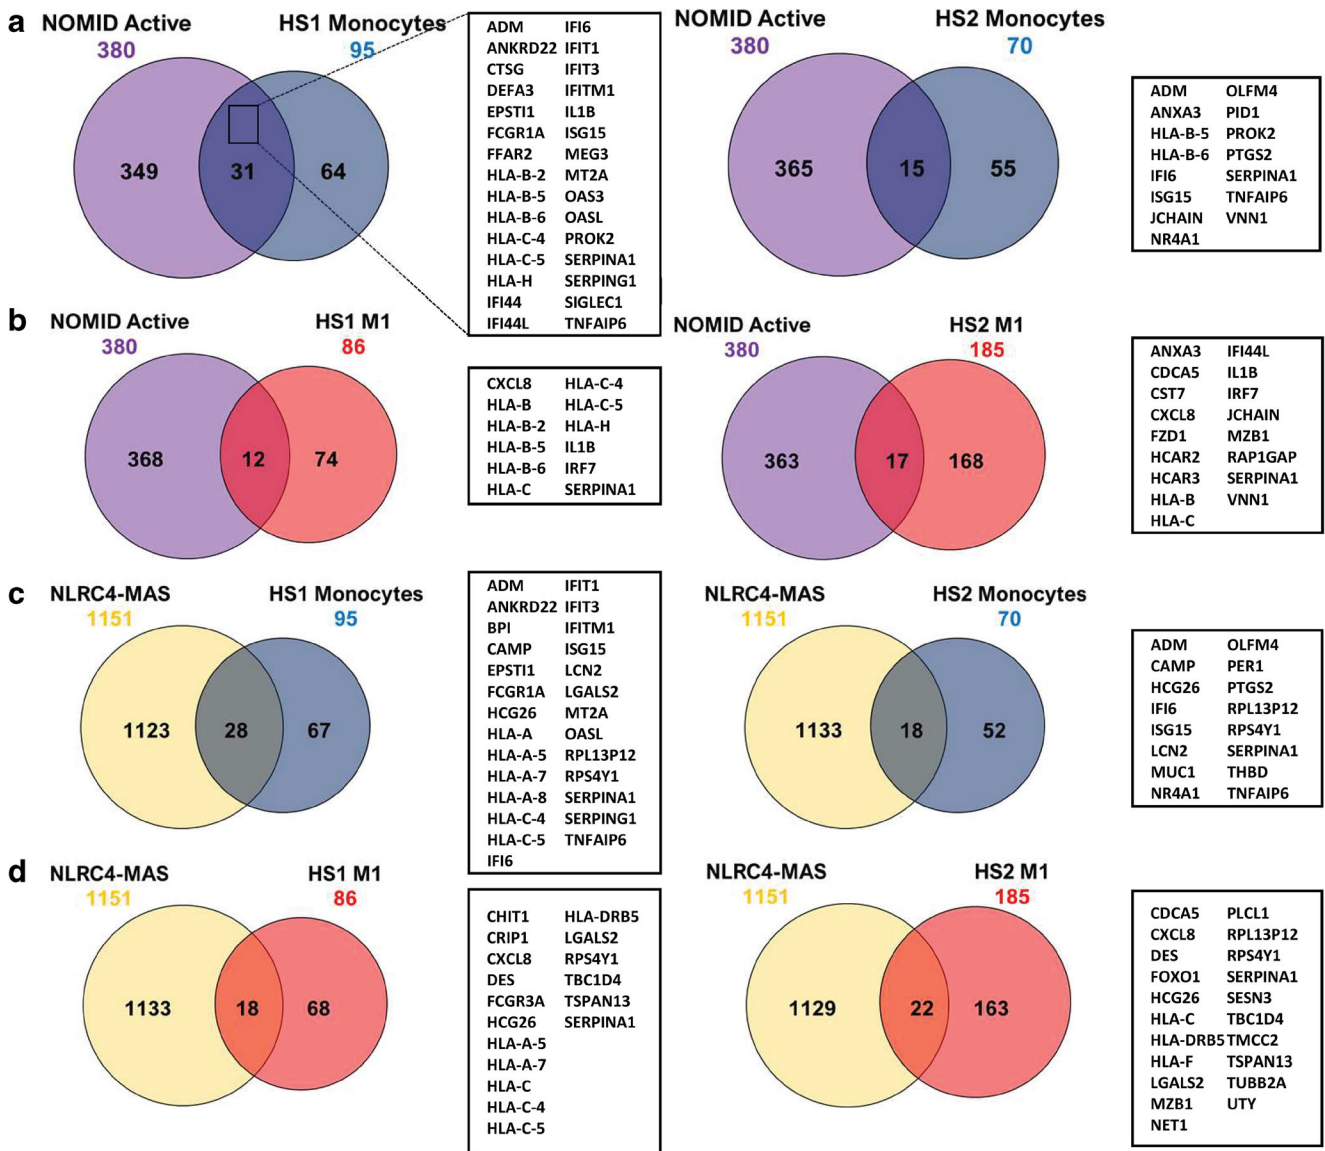 a
NOMID Active
380
HS1 Monocytes
95
349
31
64
ADM IFI6
ANKRD22 IFIT1
CTSG IFIT3
DEFA3 IFITM1
EPSTI1 IL1B
FCGR1A ISG15
FFAR2 MEG3
HLA-B-2 MT2A
HLA-B-5 OAS3
HLA-B-6 OASL
HLA-C-4 PROK2
HLA-C-5 SERPINA1
HLA-H SERPING1
IFI44 SIGLEC1
IFI44L TNFAIP6
NOMID Active
380
HS2 Monocytes
70
365
15
55
ADM OLFM4
ANXA3 PID1
HLA-B-5 PROK2
HLA-B-6 PTGS2
IFI6 SERPINA1
ISG15 TNFAIP6
JCHAIN VNN1
NR4A1
b
NOMID Active
380
HS1 M1
86
368
12
74
CXCL8 HLA-C-4
HLA-B HLA-C-5
HLA-B-2 HLA-H
HLA-B-5 IL1B
HLA-B-6 IRF7
HLA-C SERPINA1
NOMID Active
380
HS2 M1
185
363
17
168
ANXA3 IFI44L
CDCA5 IL1B
CST7 IRF7
CXCL8 JCHAIN
FZD1 MZB1
HCAR2 RAP1GAP
HCAR3 SERPINA1
HLA-B VNN1
HLA-C
c
NLRC4-MAS
1151
HS1 Monocytes
95
1123
28
67
ADM IFIT1
ANKRD22 IFIT3
BPI IFITM1
CAMP ISG15
EPSTI1 LCN2
FCGR1A LGALS2
HCG26 MT2A
HLA-A OASL
HLA-A-5 RPL13P12
HLA-A-7 RPS4Y1
HLA-A-8 SERPINA1
HLA-C-4 SERPING1
HLA-C-5 TNFAIP6
IFI6
NLRC4-MAS
1151
HS2 Monocytes
70
1133
18
52
ADM OLFM4
CAMP PER1
HCG26 PTGS2
IFI6 RPL13P12
ISG15 RPS4Y1
LCN2 SERPINA1
MUC1 THBD
NR4A1 TNFAIP6
d
NLRC4-MAS
1151
HS1 M1
86
1133
18
68
CHIT1 HLA-DRB5
CRIP1 LGALS2
CXCL8 RPS4Y1
DES TBC1D4
FCGR3A TSPAN13
HCG26 SERPINA1
HLA-A-5
HLA-A-7
HLA-C
HLA-C-4
HLA-C-5
NLRC4-MAS
1151
HS2 M1
185
1129
22
163
CDCA5 PLCL1
CXCL8 RPL13P12
DES RPS4Y1
FOXO1 SERPINA1
HCG26 SESN3
HLA-C TBC1D4
HLA-DRB5 TMCC2
HLA-F TSPAN13
LGALS2 TUBB2A
MZB1 UTY
NET1